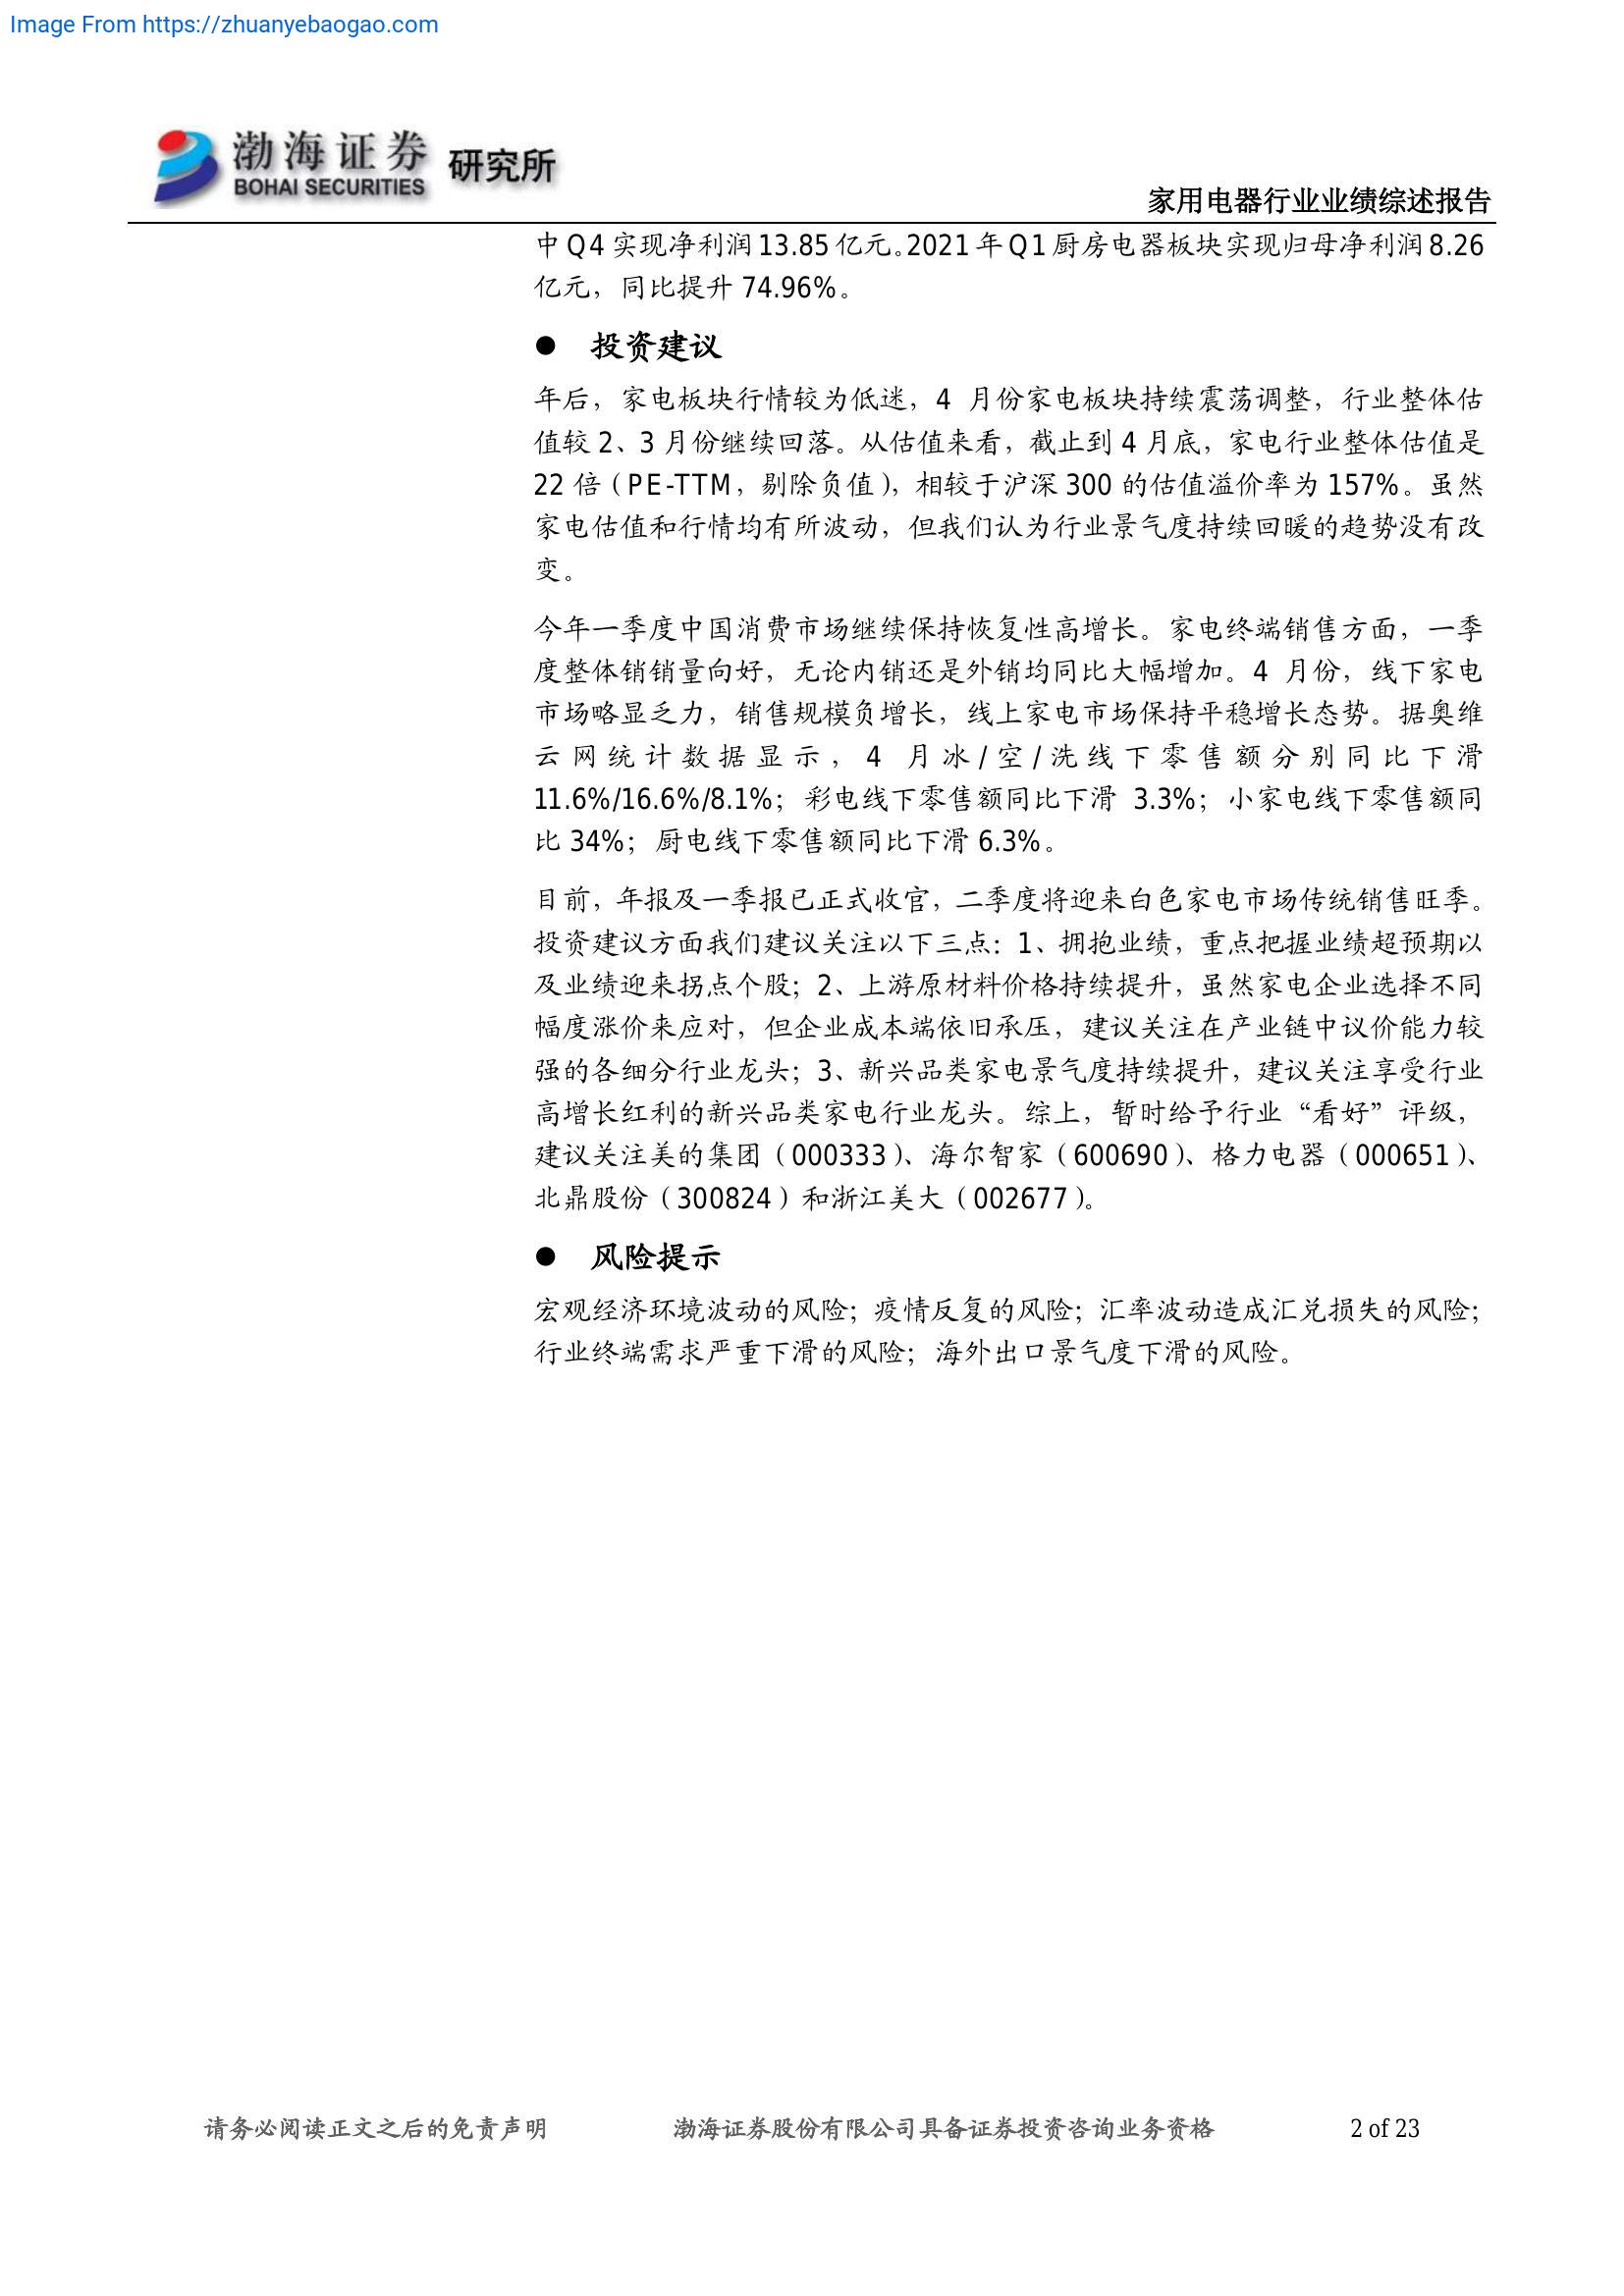 Image From https://zhuanyebaogao.com
渤海证券 研究所
BOHAI SECURITIES
家用电器行业业绩综述报告
中 Q4 实现净利润 13.85 亿元。2021 年 Q1 厨房电器板块实现归母净利润 8.26
亿元，同比提升 74.96%。
● 投资建议
年后，家电板块行情较为低迷，4 月份家电板块持续震荡调整，行业整体估
值较 2、3 月份继续回落。从估值来看，截止到 4 月底，家电行业整体估值是
22 倍（PE-TTM，剔除负值），相较于沪深 300 的估值溢价率为 157%。虽然
家电估值和行情均有所波动，但我们认为行业景气度持续回暖的趋势没有改
变。
今年一季度中国消费市场继续保持恢复性高增长。家电终端销售方面，一季
度整体销销量向好，无论内销还是外销均同比大幅增加。4 月份，线下家电
市场略显乏力，销售规模负增长，线上家电市场保持平稳增长态势。据奥维
云网统计数据显示，4 月冰/空/洗线下零售额分别同比下滑
11.6%/16.6%/8.1%；彩电线下零售额同比下滑 3.3%；小家电线下零售额同
比 34%；厨电线下零售额同比下滑 6.3%。
目前，年报及一季报已正式收官，二季度将迎来白色家电市场传统销售旺季。
投资建议方面我们建议关注以下三点：1、拥抱业绩，重点把握业绩超预期以
及业绩迎来拐点个股；2、上游原材料价格持续提升，虽然家电企业选择不同
幅度涨价来应对，但企业成本端依旧承压，建议关注在产业链中议价能力较
强的各细分行业龙头；3、新兴品类家电景气度持续提升，建议关注享受行业
高增长红利的新兴品类家电行业龙头。综上，暂时给予行业“看好”评级，
建议关注美的集团（000333）、海尔智家（600690）、格力电器（000651）、
北鼎股份（300824）和浙江美大（002677）。
● 风险提示
宏观经济环境波动的风险；疫情反复的风险；汇率波动造成汇兑损失的风险；
行业终端需求严重下滑的风险；海外出口景气度下滑的风险。
请务必阅读正文之后的免责声明 渤海证券股份有限公司具备证券投资咨询业务资格 2 of 23